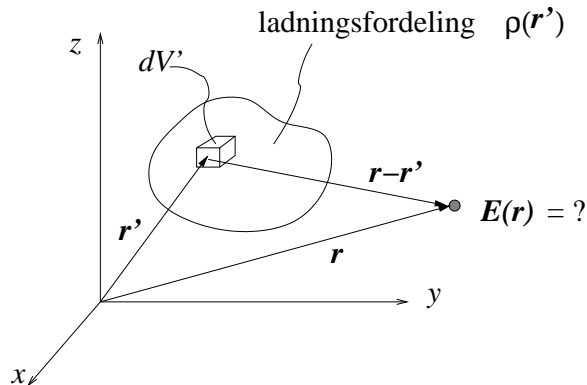 ladningsfordeling ρ(r')
z
dV'
r–r'
E(r) = ?
r'
r
y
x